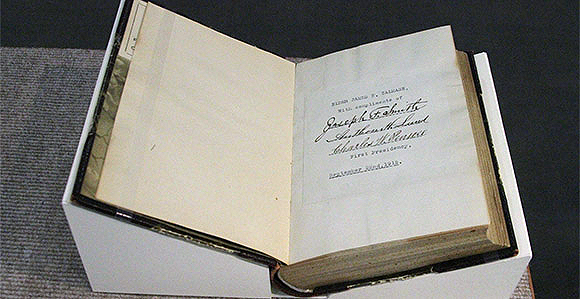 ELDER JAMES E. TALMAGE,
With compliments of
Joseph F. Smith
Anthon H. Lund
Charles W. Penrose
First Presidency.
September 22nd, 1915.